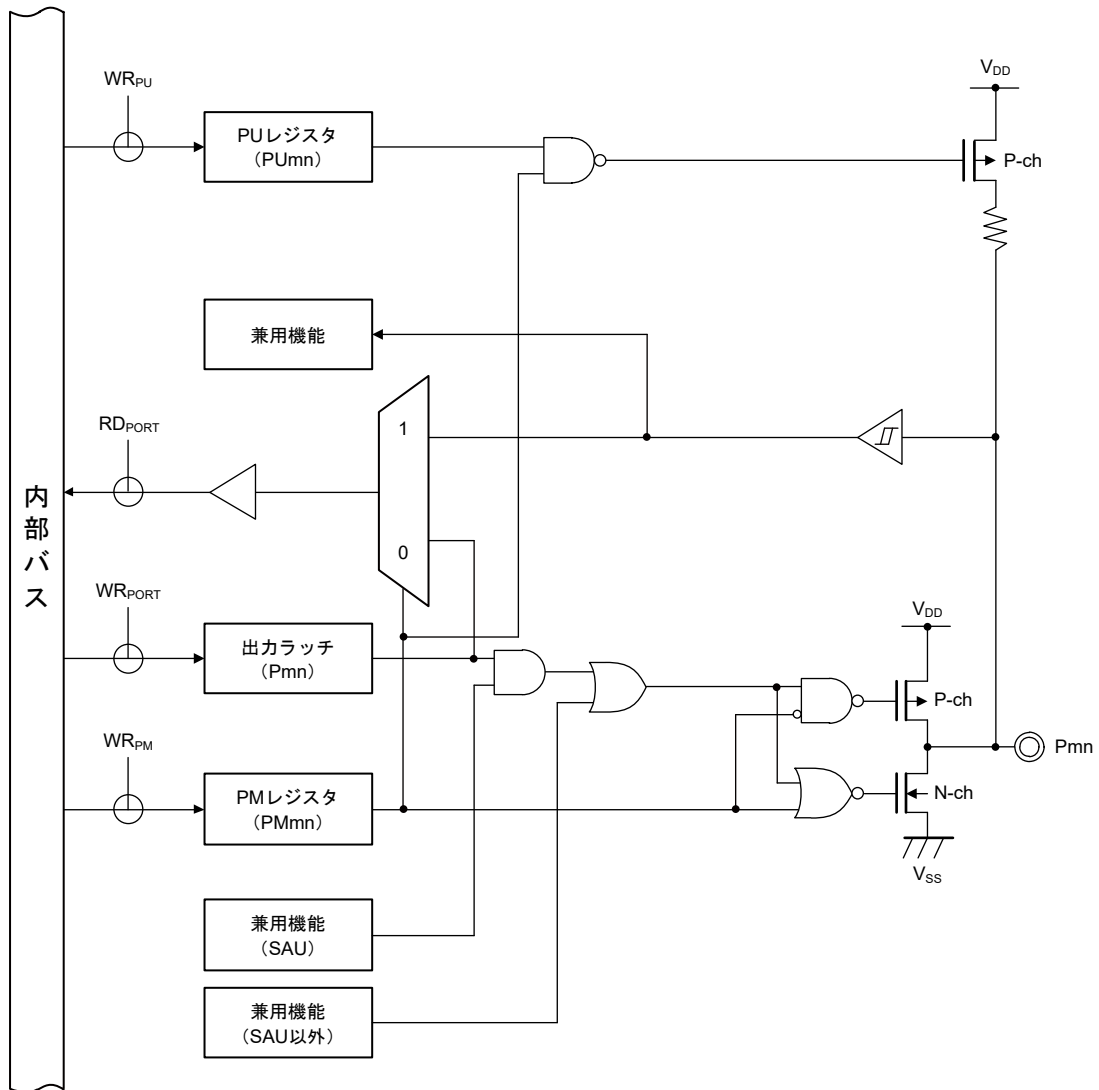 WRPU
VDD
PUレジスタ
（PUmn）
P-ch
兼用機能
1
RDPORT
内部バス
0
WRPORT
VDD
出力ラッチ
（Pmn）
P-ch
WRPM
Pmn
PMレジスタ
（PMmn）
N-ch
VSS
兼用機能
（SAU）
兼用機能
（SAU以外）